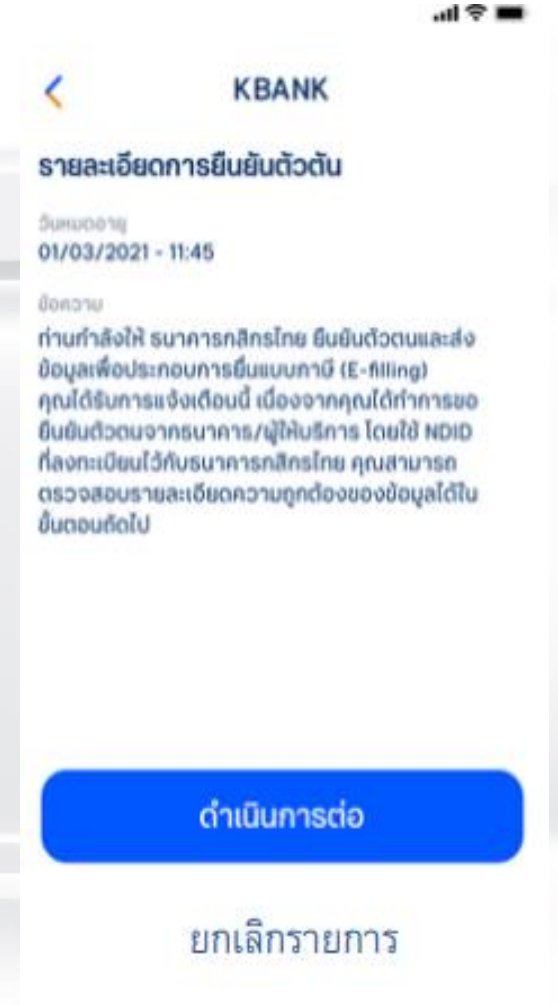 KBANK
รายละเอียดการยืนยันตัวตัน
วันหมดอายุ
01/03/2021 - 11:45
ข้อความ
ท่านกำลังให้ ธนาคารกสิกรไทย ยืนยันตัวตนและส่ง
ข้อมูลเพื่อประกอบการยื่นแบบภาษี (E-filling)
คุณได้รับการแจ้งเตือนนี้ เนื่องจากคุณได้ทำการขอ
ยืนยันตัวตนจากธนาคาร/ผู้ให้บริการ โดยใช้ NDID
ที่ลงทะเบียนไว้กับธนาคารกสิกรไทย คุณสามารถ
ตรวจสอบรายละเอียดความถูกต้องของข้อมูลได้ใน
ขั้นตอนถัดไป
ดำเนินการต่อ
ยกเลิกรายการ